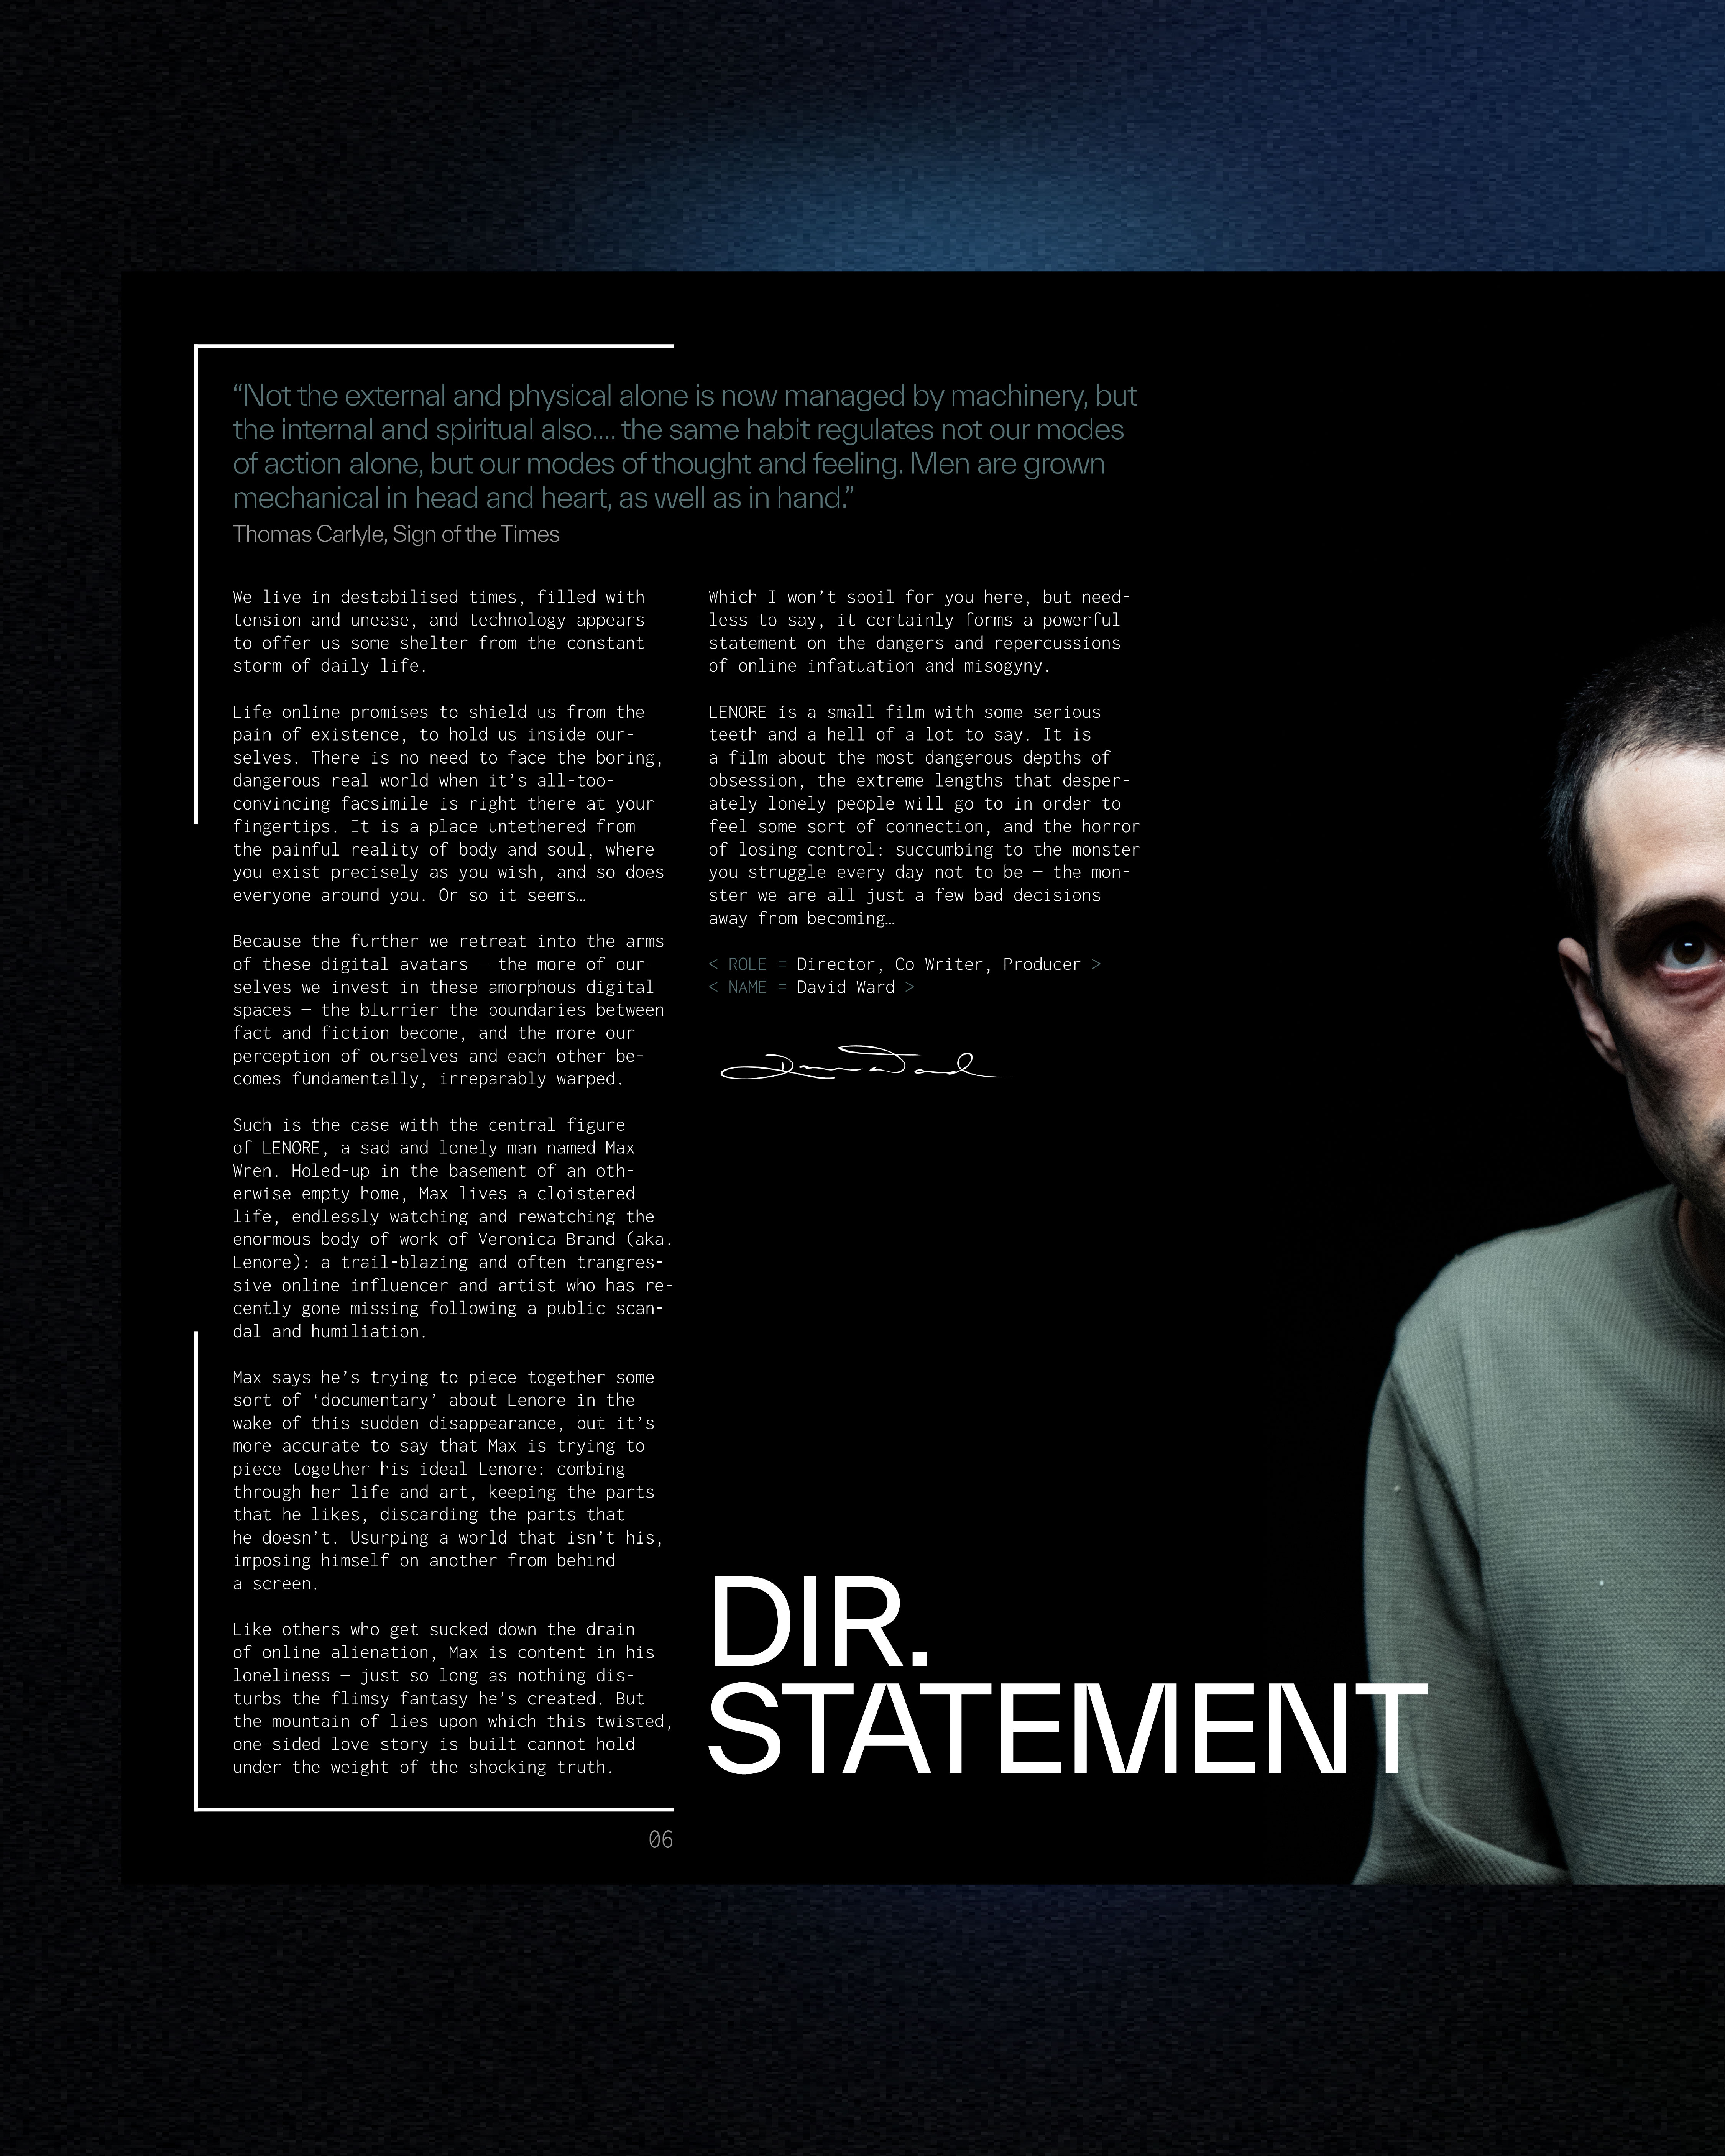 “Not the external and physical alone is now managed by machinery, but
the internal and spiritual also.... the same habit regulates not our modes
of action alone, but our modes of thought and feeling. Men are grown
mechanical in head and heart, as well as in hand.”
Thomas Carlyle, Sign of the Times
We live in destabilised times, filled with
tension and unease, and technology appears
to offer us some shelter from the constant
storm of daily life.
Life online promises to shield us from the
pain of existence, to hold us inside our-
selves. There is no need to face the boring,
dangerous real world when it’s all-too-
convincing facsimile is right there at your
fingertips. It is a place untethered from
the painful reality of body and soul, where
you exist precisely as you wish, and so does
everyone around you. Or so it seems…
Because the further we retreat into the arms
of these digital avatars — the more of our-
selves we invest in these amorphous digital
spaces — the blurrier the boundaries between
fact and fiction become, and the more our
perception of ourselves and each other be-
comes fundamentally, irreparably warped.
Such is the case with the central figure
of LENORE, a sad and lonely man named Max
Wren. Holed-up in the basement of an oth-
erwise empty home, Max lives a cloistered
life, endlessly watching and rewatching the
enormous body of work of Veronica Brand (aka.
Lenore): a trail-blazing and often trangres-
sive online influencer and artist who has re-
cently gone missing following a public scan-
dal and humiliation.
Max says he’s trying to piece together some
sort of ‘documentary’ about Lenore in the
wake of this sudden disappearance, but it’s
more accurate to say that Max is trying to
piece together his ideal Lenore: combing
through her life and art, keeping the parts
that he likes, discarding the parts that
he doesn’t. Usurping a world that isn’t his,
imposing himself on another from behind
a screen.
Like others who get sucked down the drain
of online alienation, Max is content in his
loneliness — just so long as nothing dis-
turbs the flimsy fantasy he's created. But
the mountain of lies upon which this twisted,
one-sided love story is built cannot hold
under the weight of the shocking truth.
Which I won’t spoil for you here, but need-
less to say, it certainly forms a powerful
statement on the dangers and repercussions
of online infatuation and misogyny.
LENORE is a small film with some serious
teeth and a hell of a lot to say. It is
a film about the most dangerous depths of
obsession, the extreme lengths that desper-
ately lonely people will go to in order to
feel some sort of connection, and the horror
of losing control: succumbing to the monster
you struggle every day not to be — the mon-
ster we are all just a few bad decisions
away from becoming…
< ROLE = Director, Co-Writer, Producer >
< NAME = David Ward >
David Ward
DIR.
STATEMENT
06